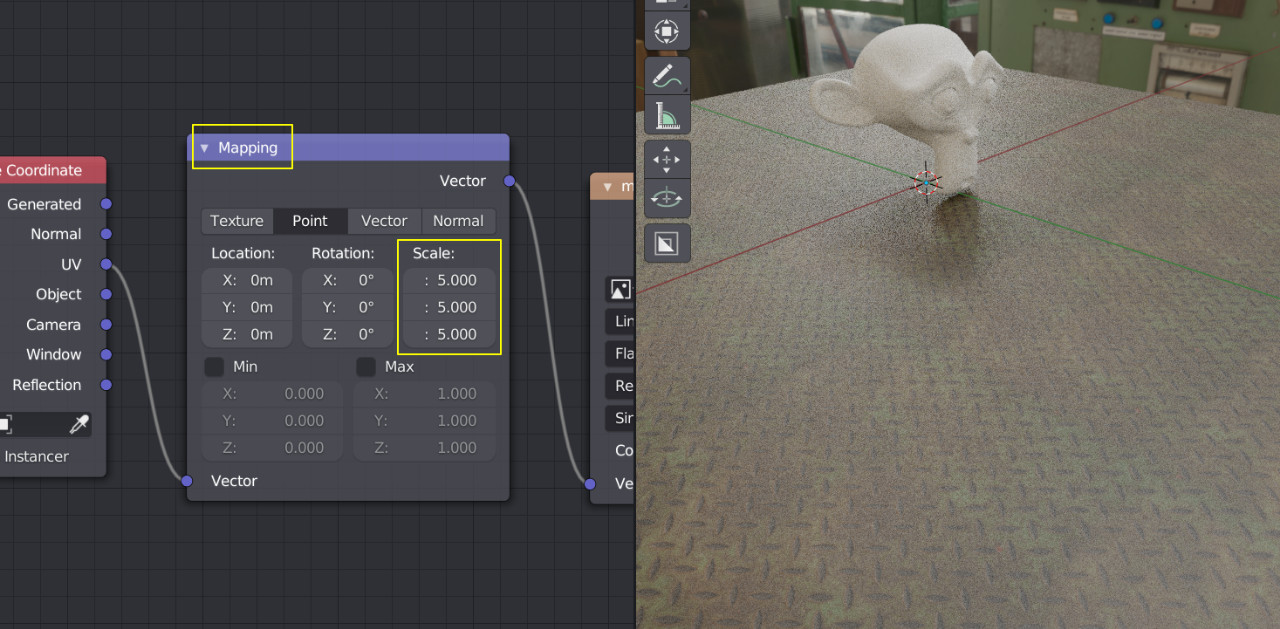 Coordinate
Generated
Normal
UV
Object
Camera
Window
Reflection
Instancer
Mapping
Vector
Texture Point Vector Normal
Location: Rotation: Scale:
X: 0m X: 0° : 5.000
Y: 0m Y: 0° : 5.000
Z: 0m Z: 0° : 5.000
Min Max
X: 0.000 X: 1.000
Y: 0.000 Y: 1.000
Z: 0.000 Z: 1.000
Vector
m
Lin
Fla
Re
Sin
Co
Ve